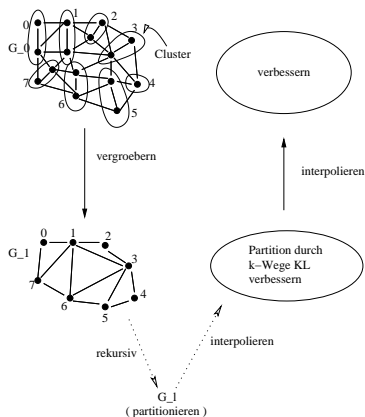 0
1
2
3
G_0
Cluster
verbessern
7
4
6
5
vergroebern
interpolieren
0
1
2
G_1
3
Partition durch
k-Wege KL
verbessern
7
4
6
5
rekursiv
interpolieren
G_1
( partitionieren )